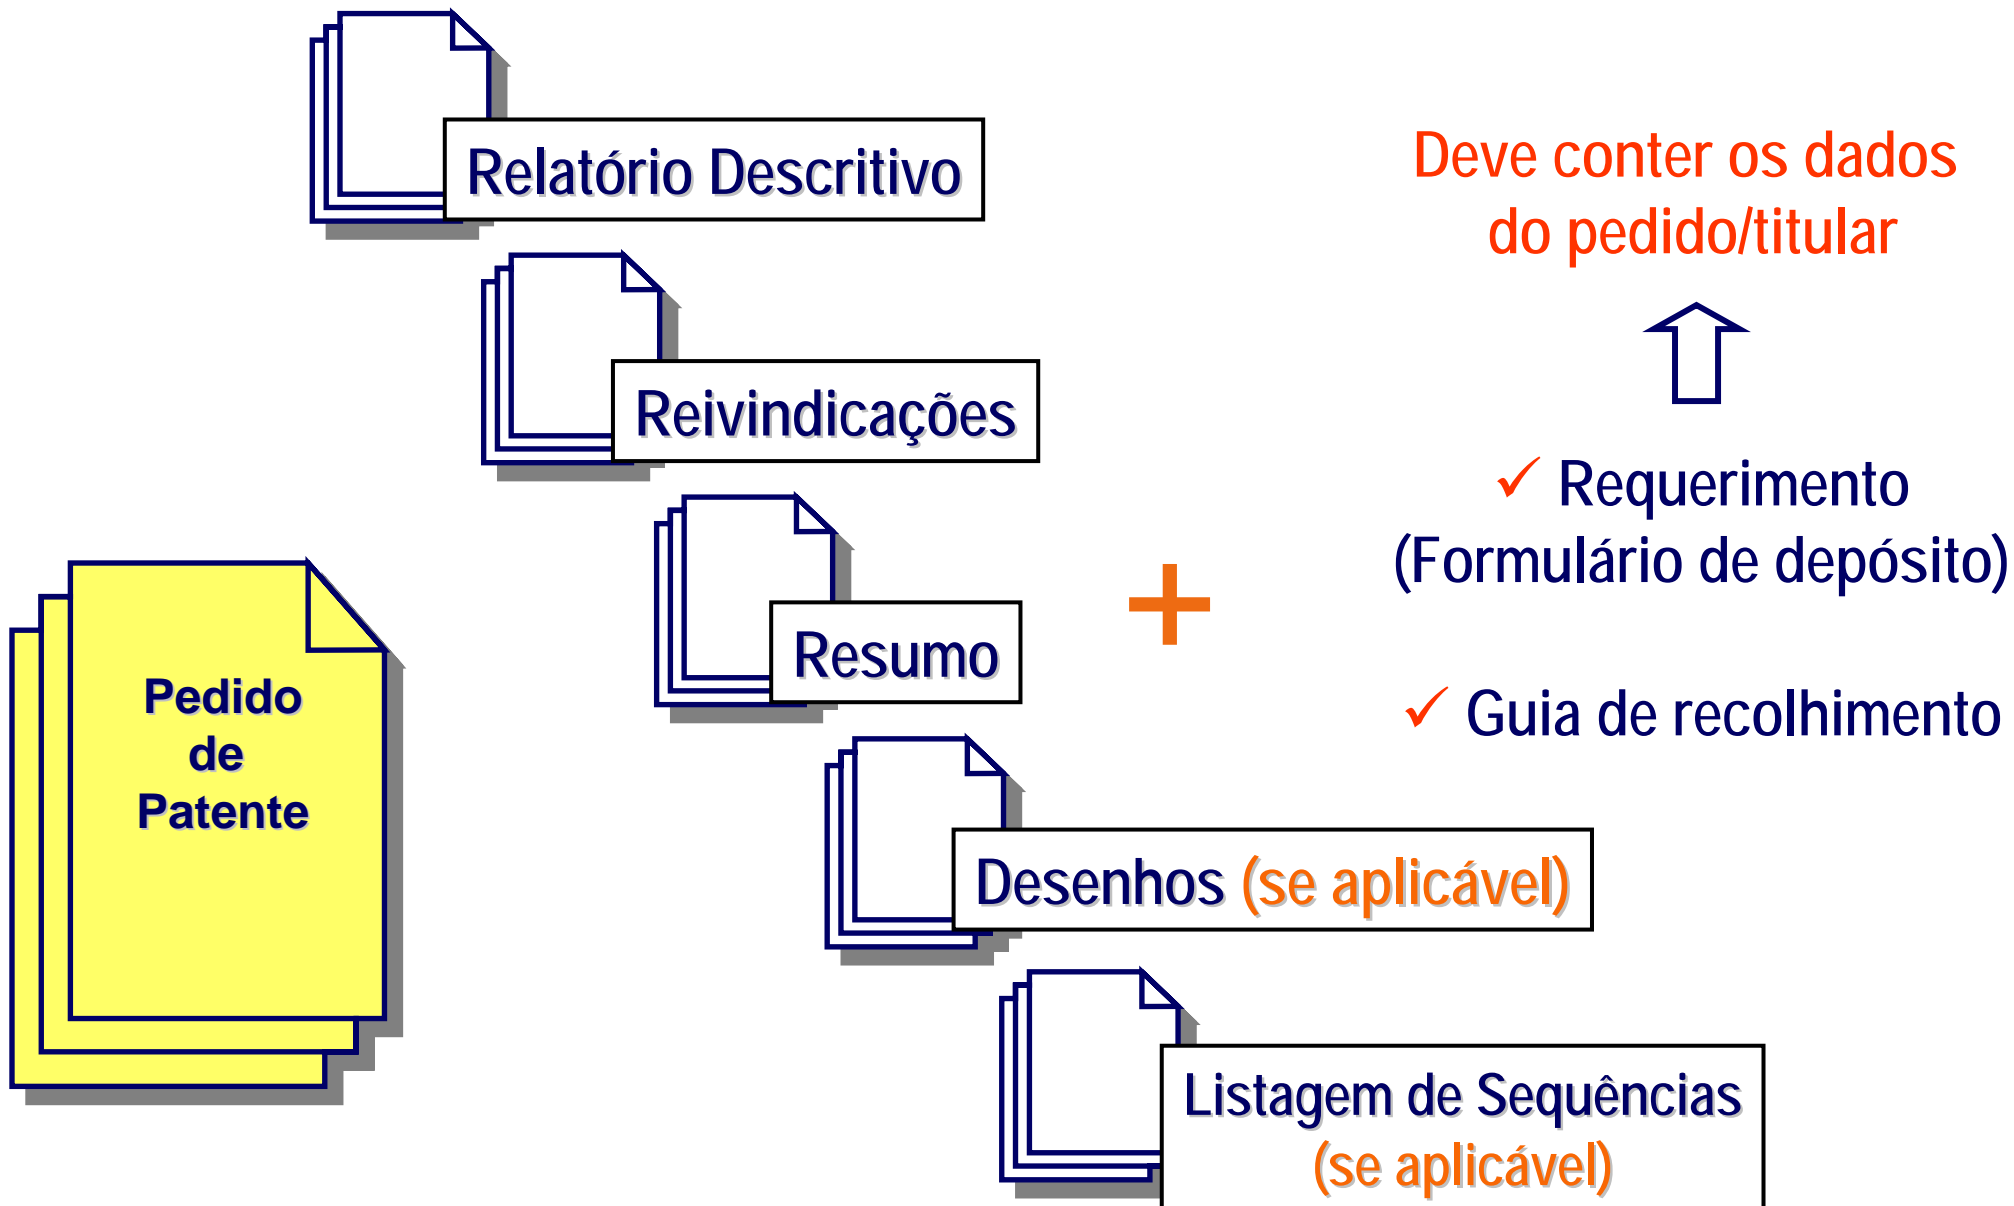 Relatório Descritivo
Reivindicações
Resumo
Desenhos (se aplicável)
Listagem de Sequências
(se aplicável)
Pedido
de
Patente
+
Deve conter os dados
do pedido/titular
✓ Requerimento
(Formulário de depósito)
✓ Guia de recolhimento